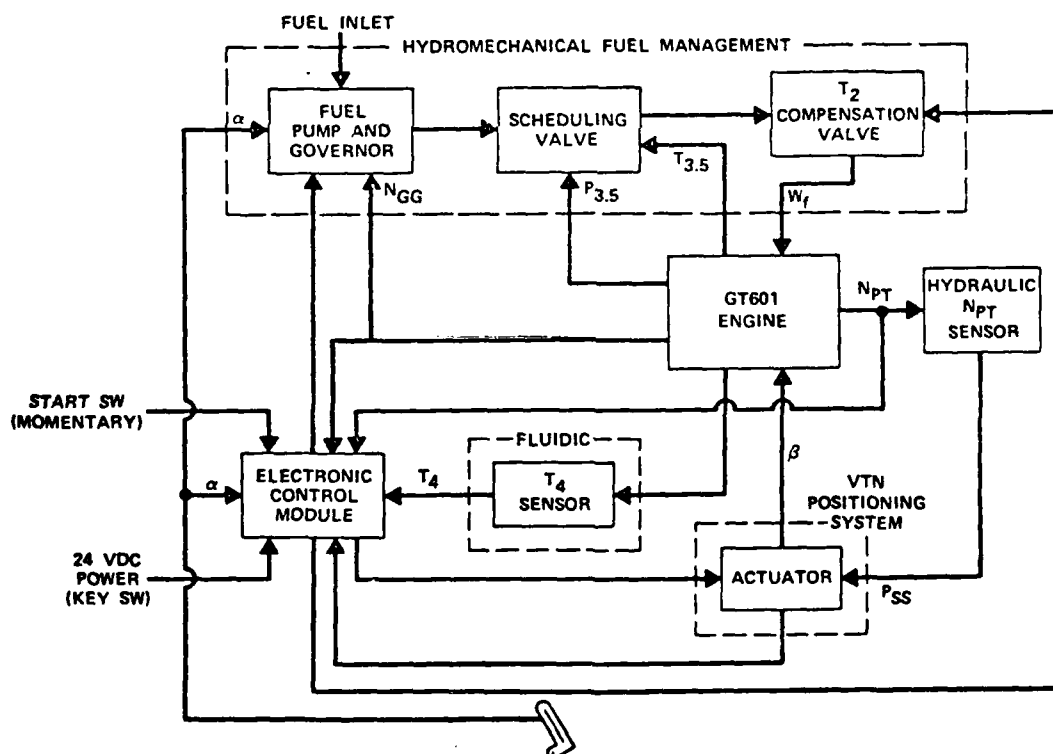 FUEL INLET
HYDROMECHANICAL FUEL MANAGEMENT
α
FUEL
PUMP AND
GOVERNOR
SCHEDULING
VALVE
T2
COMPENSATION
VALVE
NGG
P3.5
T3.5
Wf
GT601
ENGINE
NPT
HYDRAULIC
NPT
SENSOR
START SW
(MOMENTARY)
FLUIDIC
α
ELECTRONIC
CONTROL
MODULE
T4
T4
SENSOR
β
VTN
POSITIONING
SYSTEM
24 VDC
POWER
(KEY SW)
ACTUATOR
PSS